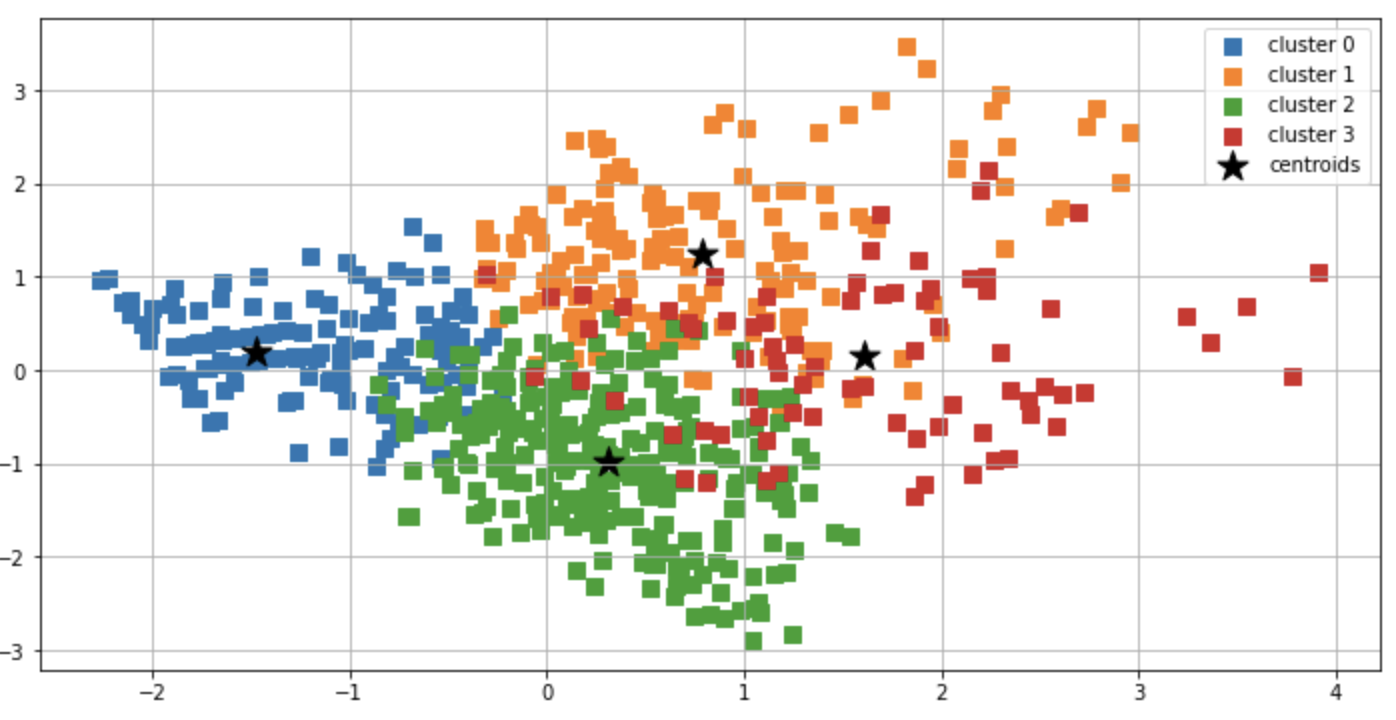 cluster 0
cluster 1
cluster 2
cluster 3
centroids
3
2
1
0
−1
−2
−3
−2
−1
0
1
2
3
4